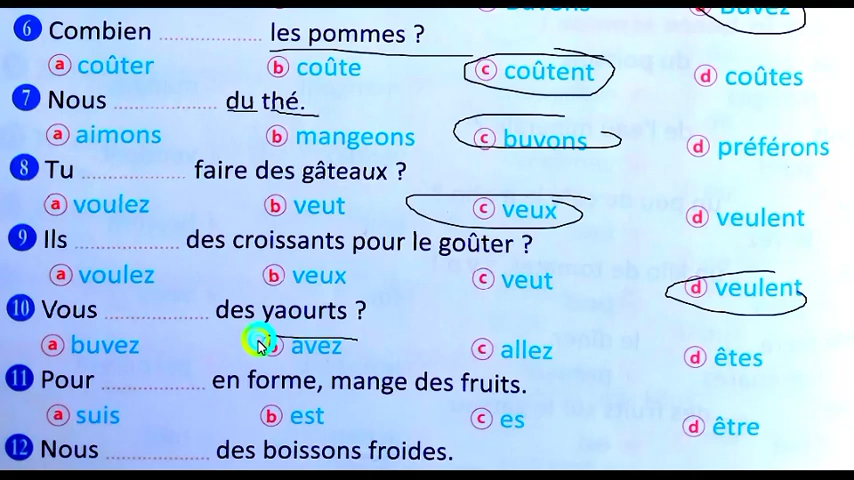 Buvons Buvez
6 Combien ............... les pommes ?
a coûter b coûte c coûtent d coûtes
7 Nous ............... du thé.
a aimons b mangeons c buvons d préférons
8 Tu ............... faire des gâteaux ?
a voulez b veut c veux d veulent
9 Ils ............... des croissants pour le goûter ?
a voulez b veux c veut d veulent
10 Vous ............... des yaourts ?
a buvez b avez c allez d êtes
11 Pour ............... en forme, mange des fruits.
a suis b est c es d être
12 Nous ............... des boissons froides.